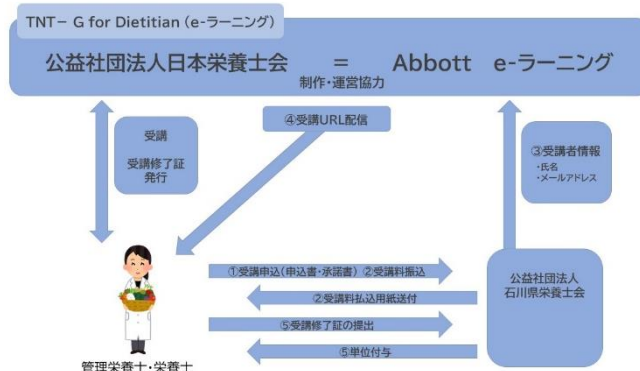 TNT－ G for Dietitian (e-ラーニング)
公益社団法人日本栄養士会　＝　Abbott　e-ラーニング
制作・運営協力
受講
受講修了証
発行
④受講URL配信
③受講者情報
・氏名
・メールアドレス
①受講申込(申込書・承諾書) ②受講料振込
②受講料払込用紙送付
⑤受講修了証の提出
⑤単位付与
公益社団法人
石川県栄養士会
管理栄養士・栄養士